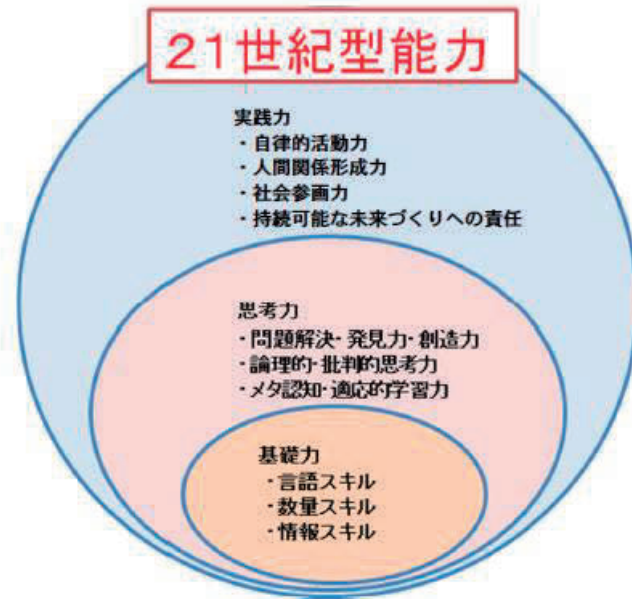 21世紀型能力
実践力
・自律的活動力
・人間関係形成力
・社会参画力
・持続可能な未来づくりへの責任
思考力
・問題解決・発見力・創造力
・論理的・批判的思考力
・メタ認知・適応的学習力
基礎力
・言語スキル
・数量スキル
・情報スキル